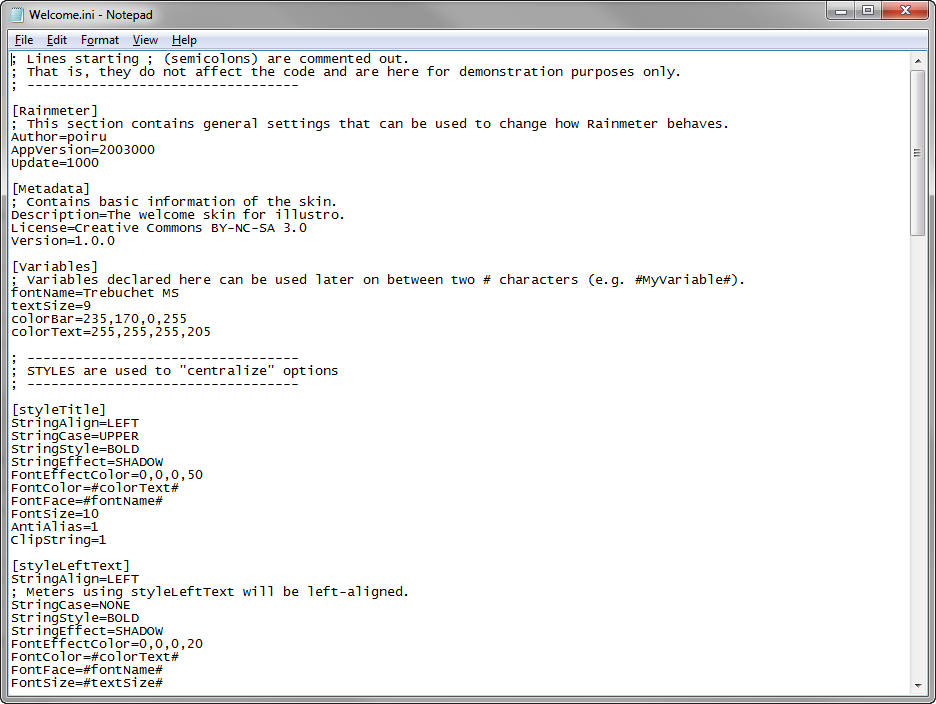 Welcome.ini - Notepad
File Edit Format View Help
; Lines starting ; (semicolons) are commented out.
; That is, they do not affect the code and are here for demonstration purposes only.
; ----------------------------------
[Rainmeter]
; This section contains general settings that can be used to change how Rainmeter behaves.
Author=poiru
AppVersion=2003000
Update=1000
[Metadata]
; Contains basic information of the skin.
Description=The welcome skin for illustro.
License=Creative Commons BY-NC-SA 3.0
Version=1.0.0
[Variables]
; Variables declared here can be used later on between two # characters (e.g. #MyVariable#).
fontName=Trebuchet MS
textSize=9
colorBar=235,170,0,255
colorText=255,255,255,205
; ----------------------------------
; STYLES are used to "centralize" options
; ----------------------------------
[styleTitle]
StringAlign=LEFT
StringCase=UPPER
StringStyle=BOLD
StringEffect=SHADOW
FontEffectColor=0,0,0,50
FontColor=#colorText#
FontFace=#fontName#
FontSize=10
AntiAlias=1
ClipString=1
[styleLeftText]
StringAlign=LEFT
; Meters using styleLeftText will be left-aligned.
StringCase=NONE
StringStyle=BOLD
StringEffect=SHADOW
FontEffectColor=0,0,0,20
FontColor=#colorText#
FontFace=#fontName#
FontSize=#textSize#